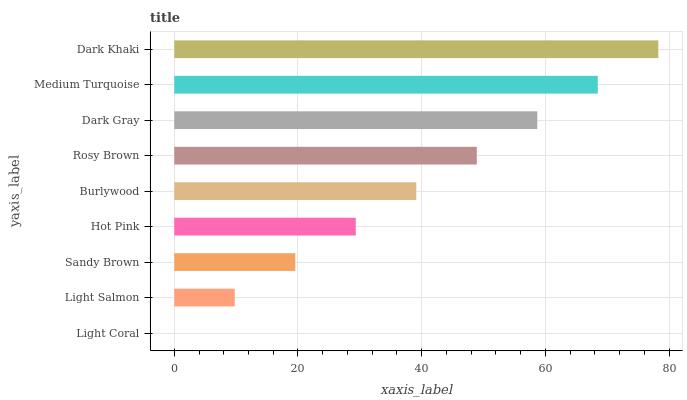 title
Dark Khaki
Medium Turquoise
Dark Gray
Rosy Brown
Burlywood
Hot Pink
Sandy Brown
Light Salmon
Light Coral
yaxis_label
0 20 40 60 80
xaxis_label